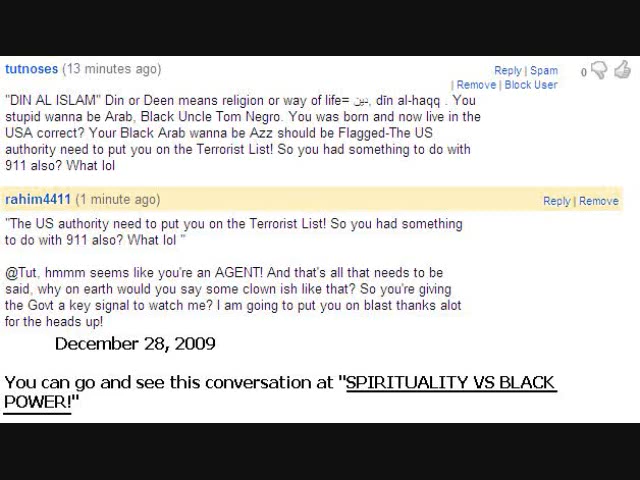 tutnoses (13 minutes ago)
Reply | Spam
| Remove | Block User
0
"DIN AL ISLAM" Din or Deen means religion or way of life= دين, dīn al-haqq . You
stupid wanna be Arab, Black Uncle Tom Negro. You was born and now live in the
USA correct? Your Black Arab wanna be Azz should be Flagged-The US
authority need to put you on the Terrorist List! So you had something to do with
911 also? What lol
rahim4411 (1 minute ago)
Reply | Remove
"The US authority need to put you on the Terrorist List! So you had something
to do with 911 also? What lol "
@Tut, hmmm seems like you're an AGENT! And that's all that needs to be
said, why on earth would you say some clown ish like that? So you're giving
the Govt a key signal to watch me? I am going to put you on blast thanks alot
for the heads up!
December 28, 2009
You can go and see this conversation at "SPIRITUALITY VS BLACK
POWER!"